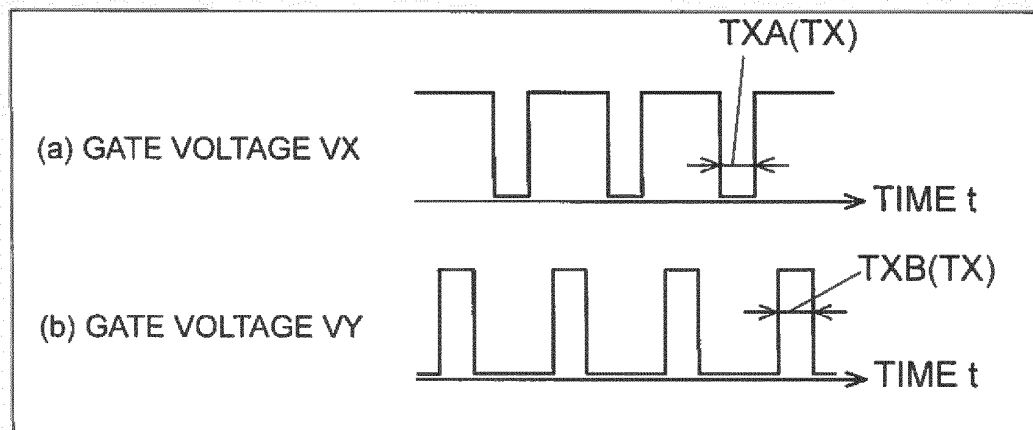 TXA(TX)
(a) GATE VOLTAGE VX
TIME t
TXB(TX)
(b) GATE VOLTAGE VY
TIME t